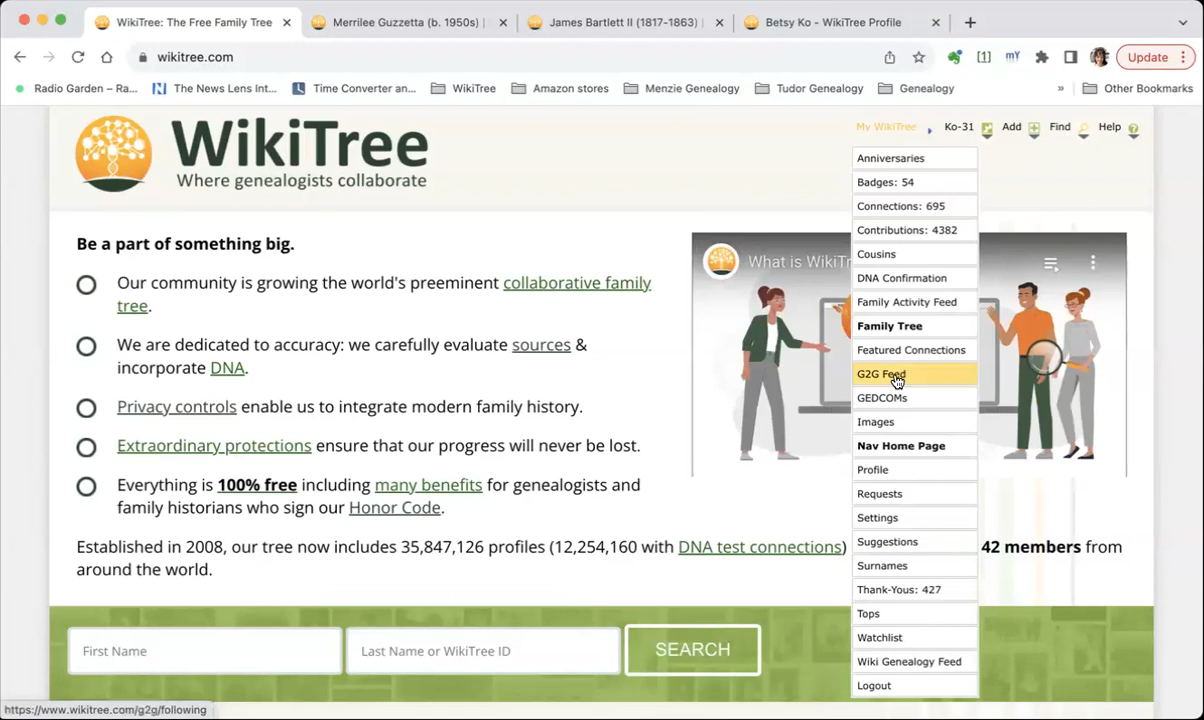 WikiTree: The Free Family Tree
Merrilee Guzzetta (b. 1950s) |
James Bartlett II (1817-1863) |
Betsy Ko - WikiTree Profile
wikitree.com
[1]
mY
Update
Radio Garden – Ra...
The News Lens Int...
Time Converter an...
WikiTree
Amazon stores
Menzie Genealogy
Tudor Genealogy
Genealogy
»
Other Bookmarks
WikiTree
Where genealogists collaborate
My WikiTree
Ko-31
Add
Find
Help
Anniversaries
Badges: 54
Connections: 695
Contributions: 4382
Cousins
DNA Confirmation
Family Activity Feed
Family Tree
Featured Connections
G2G Feed
GEDCOMs
Images
Nav Home Page
Profile
Requests
Settings
Suggestions
Surnames
Thank-Yous: 427
Tops
Watchlist
Wiki Genealogy Feed
Logout
Be a part of something big.
Our community is growing the world's preeminent collaborative family
tree.
We are dedicated to accuracy: we carefully evaluate sources &
incorporate DNA.
Privacy controls enable us to integrate modern family history.
Extraordinary protections ensure that our progress will never be lost.
Everything is 100% free including many benefits for genealogists and
family historians who sign our Honor Code.
What is WikiTr
Established in 2008, our tree now includes 35,847,126 profiles (12,254,160 with DNA test connections) 42 members from
around the world.
First Name
Last Name or WikiTree ID
SEARCH
https://www.wikitree.com/g2g/following